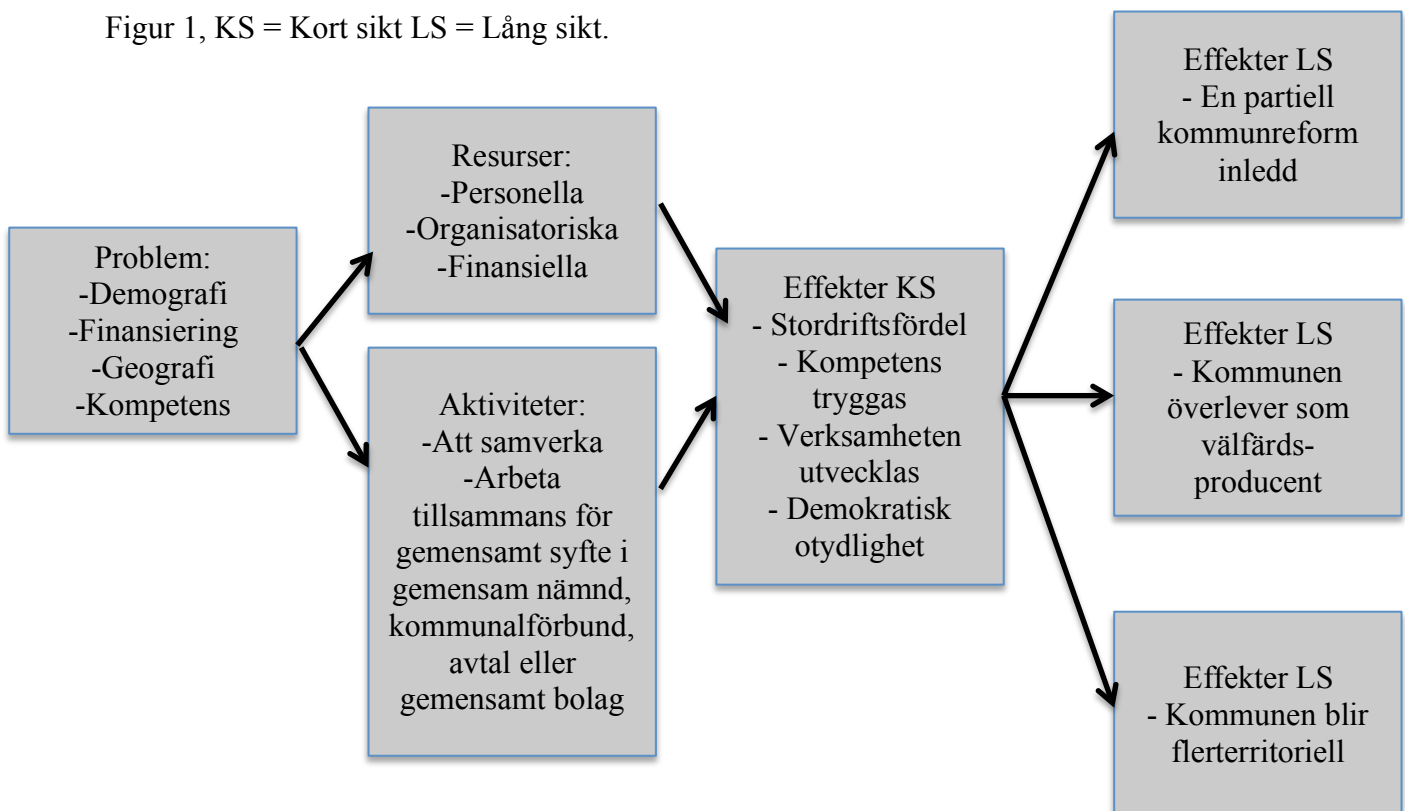 Figur 1, KS = Kort sikt LS = Lång sikt.
Problem:
-Demografi
-Finansiering
-Geografi
-Kompetens
Resurser:
-Personella
-Organisatoriska
-Finansiella
Aktiviteter:
-Att samverka
-Arbeta
tillsammans för
gemensamt syfte i
gemensam nämnd,
kommunalförbund,
avtal eller
gemensamt bolag
Effekter KS
- Stordriftsfördel
- Kompetens
tryggas
- Verksamheten
utvecklas
- Demokratisk
otydlighet
Effekter LS
- En partiell
kommunreform
inledd
Effekter LS
- Kommunen
överlever som
välfärds-
producent
Effekter LS
- Kommunen blir
flerterritoriell